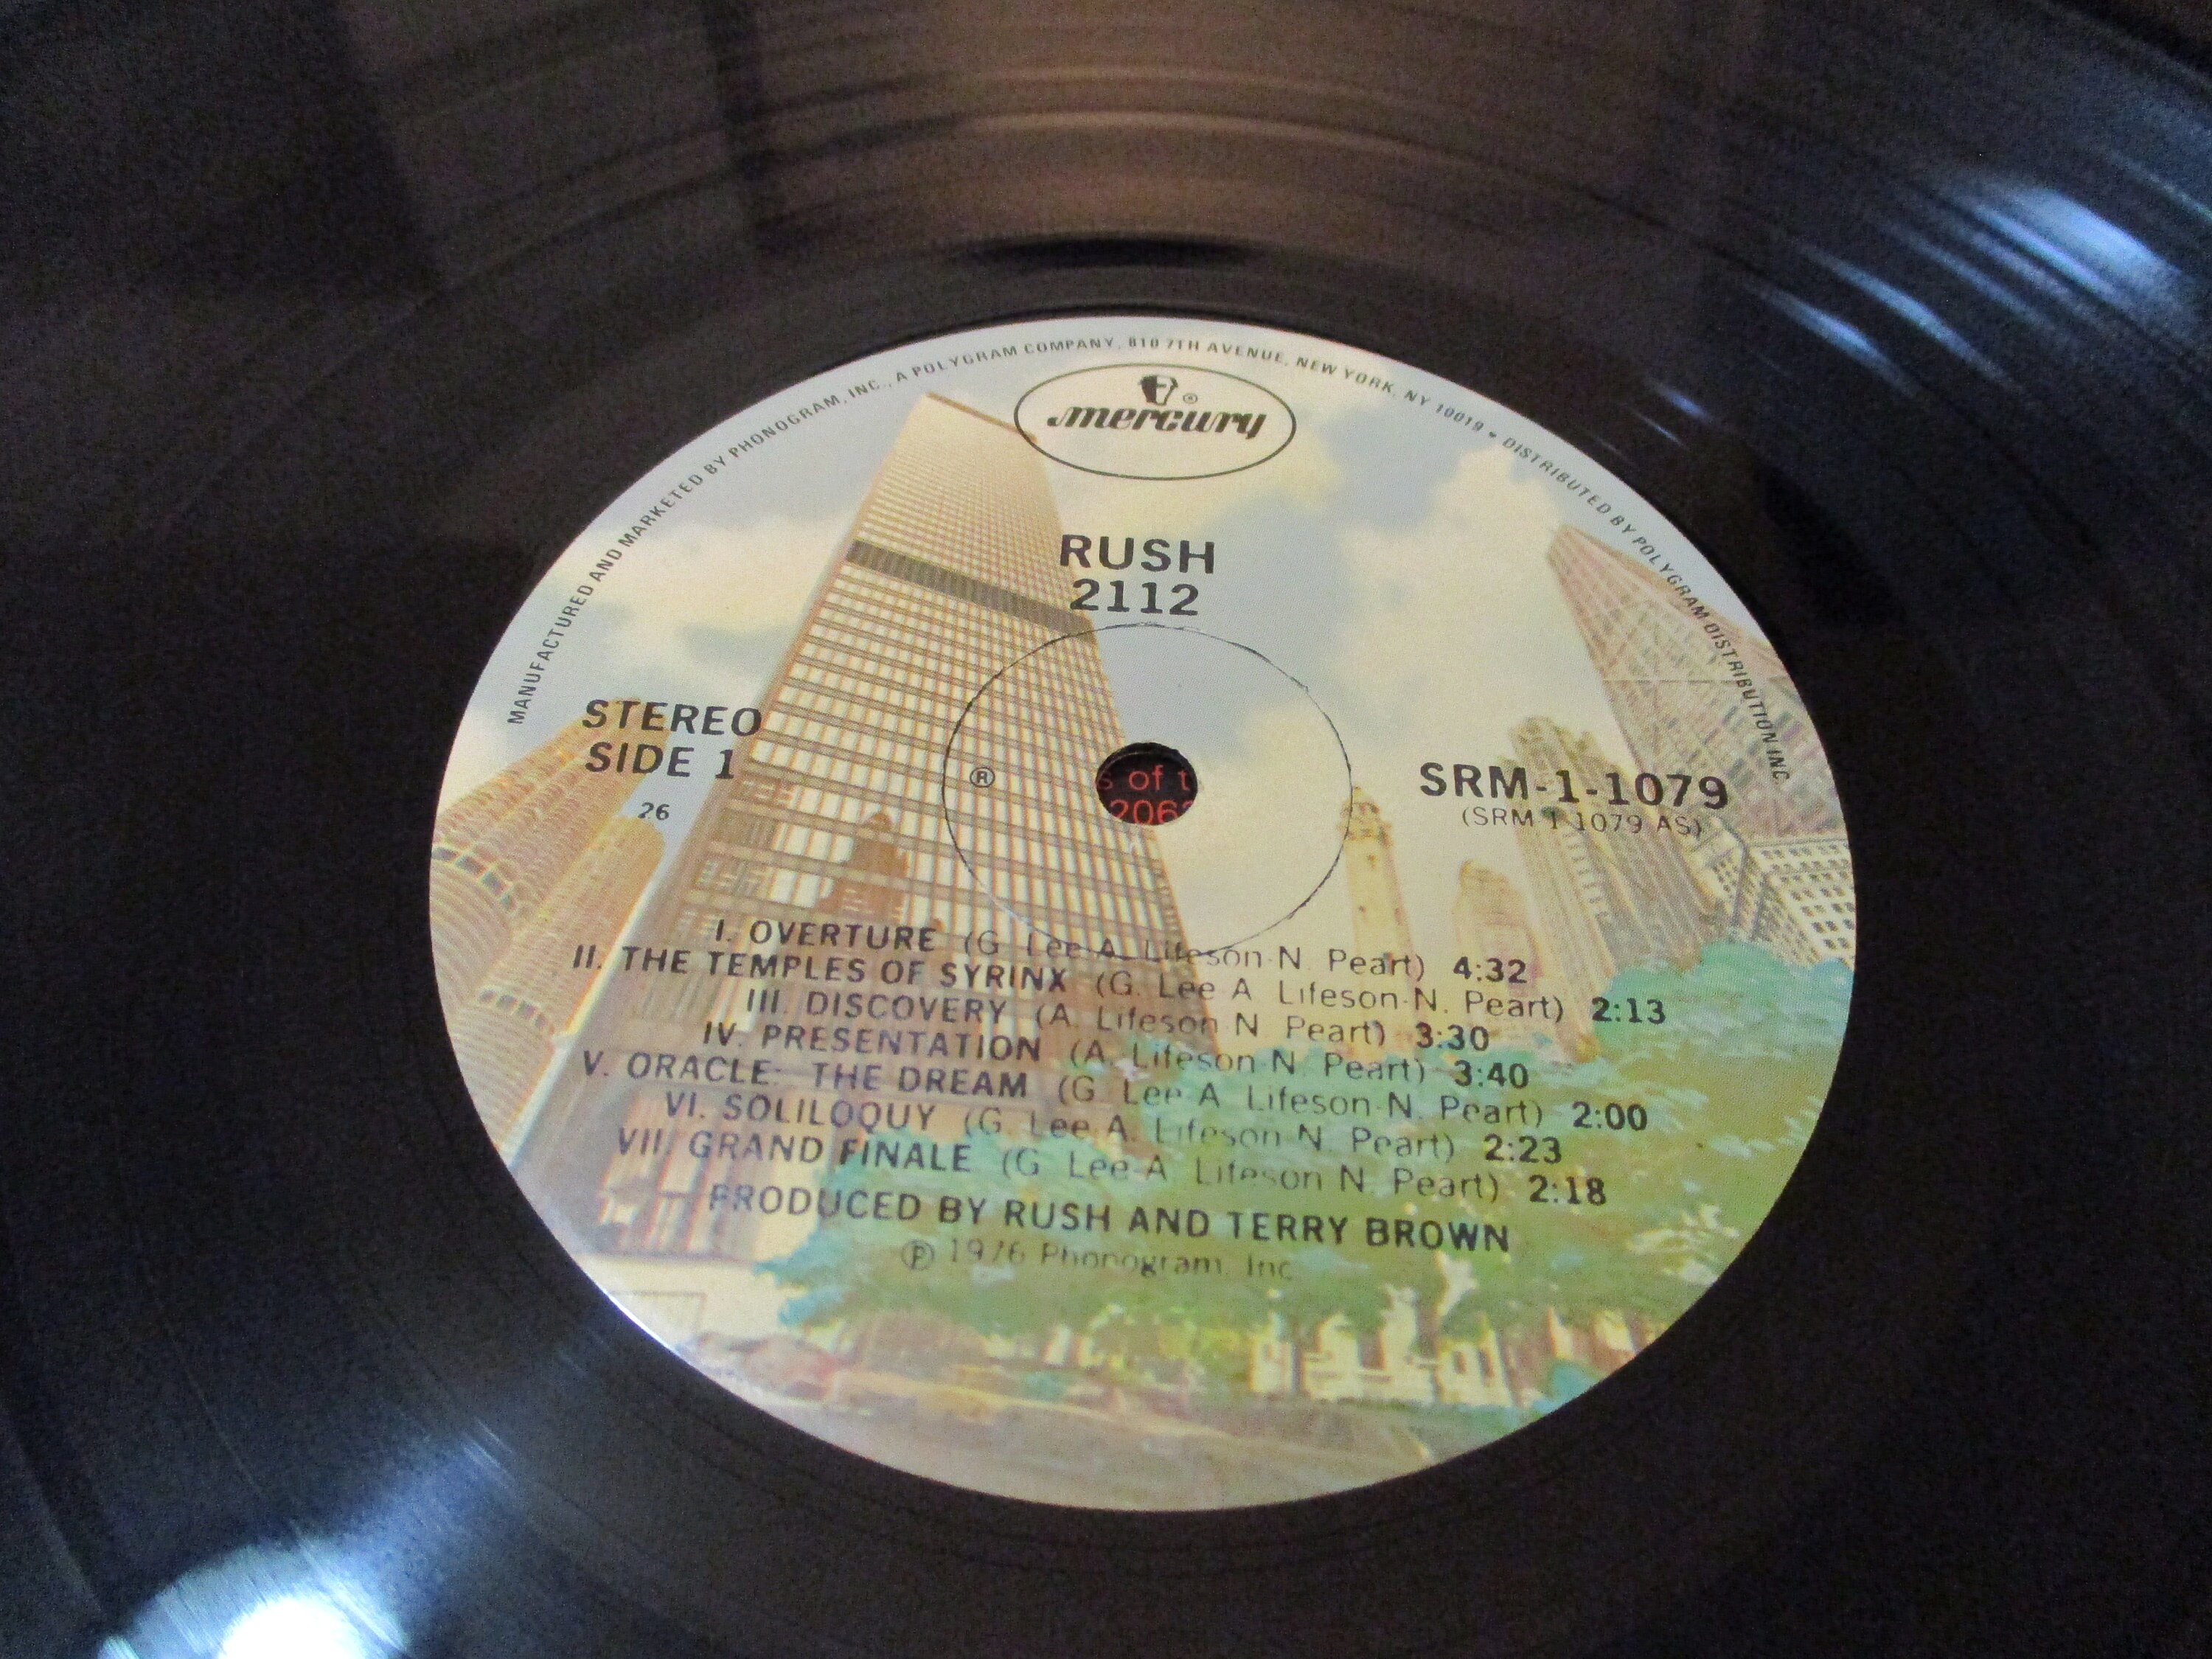 MANUFACTURED AND MARKETED BY PHONOGRAM, INC., A POLYGRAM COMPANY, 810 7TH AVENUE, NEW YORK, NY 10019 • DISTRIBUTED BY POLYGRAM DISTRIBUTION INC
mercury ®
RUSH
2112
STEREO
SIDE 1
26
®
s of t
206
SRM-1-1079
(SRM 1 1079 AS)
I. OVERTURE (G. Lee-A. Lifeson-N. Peart) 4:32
II. THE TEMPLES OF SYRINX (G. Lee-A. Lifeson-N. Peart) 2:13
III. DISCOVERY (A. Lifeson-N. Peart) 3:30
IV. PRESENTATION (A. Lifeson-N. Peart) 3:40
V. ORACLE: THE DREAM (G. Lee-A. Lifeson-N. Peart) 2:00
VI. SOLILOQUY (G. Lee-A. Lifeson-N. Peart) 2:23
VII. GRAND FINALE (G. Lee-A. Lifeson-N. Peart) 2:18
PRODUCED BY RUSH AND TERRY BROWN
℗ 1976 Phonogram, Inc